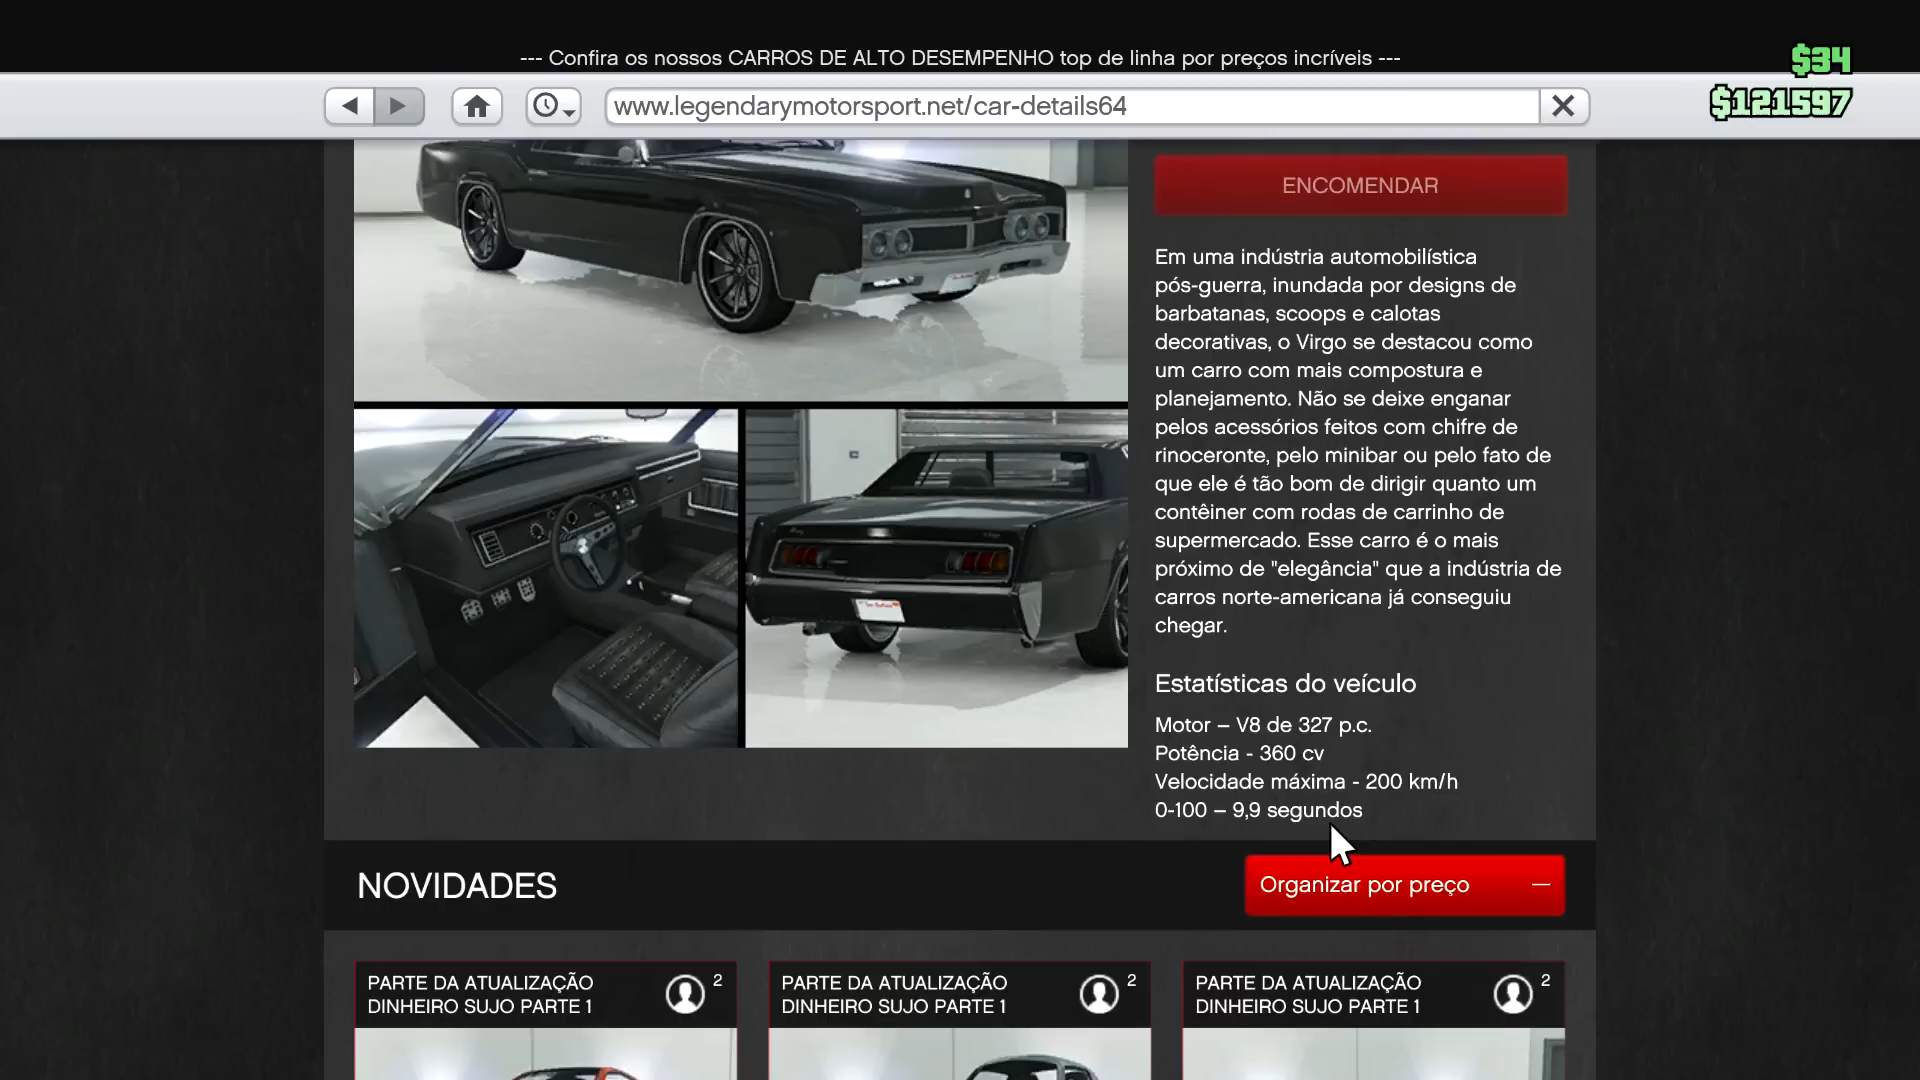 --- Confira os nossos CARROS DE ALTO DESEMPENHO top de linha por preços incríveis ---
$34
$121597
www.legendarymotorsport.net/car-details64
ENCOMENDAR
Em uma indústria automobilística
pós-guerra, inundada por designs de
barbatanas, scoops e calotas
decorativas, o Virgo se destacou como
um carro com mais compostura e
planejamento. Não se deixe enganar
pelos acessórios feitos com chifre de
rinoceronte, pelo minibar ou pelo fato de
que ele é tão bom de dirigir quanto um
contêiner com rodas de carrinho de
supermercado. Esse carro é o mais
próximo de "elegância" que a indústria de
carros norte-americana já conseguiu
chegar.
Estatísticas do veículo
Motor – V8 de 327 p.c.
Potência - 360 cv
Velocidade máxima - 200 km/h
0-100 – 9,9 segundos
NOVIDADES
Organizar por preço
PARTE DA ATUALIZAÇÃO
DINHEIRO SUJO PARTE 1
2
PARTE DA ATUALIZAÇÃO
DINHEIRO SUJO PARTE 1
2
PARTE DA ATUALIZAÇÃO
DINHEIRO SUJO PARTE 1
2